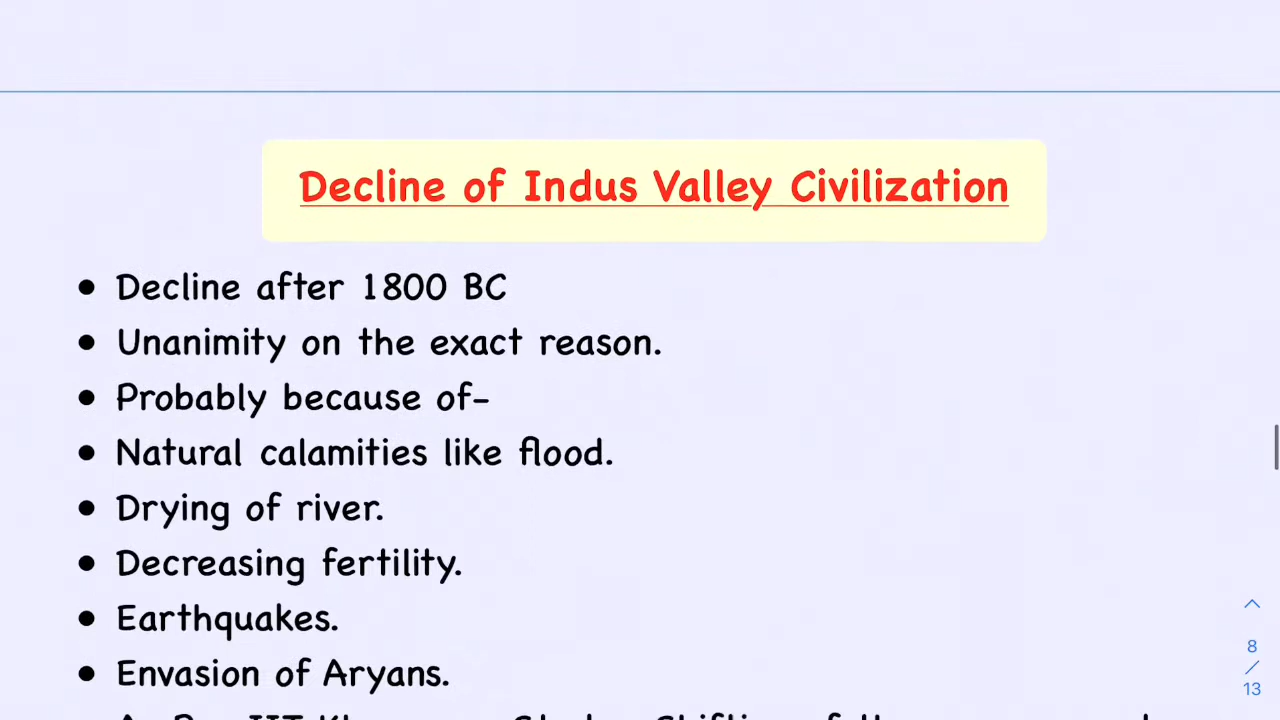 Decline of Indus Valley Civilization
• Decline after 1800 BC
• Unanimity on the exact reason.
• Probably because of-
• Natural calamities like flood.
• Drying of river.
• Decreasing fertility.
• Earthquakes.
• Envasion of Aryans.
8
/
13